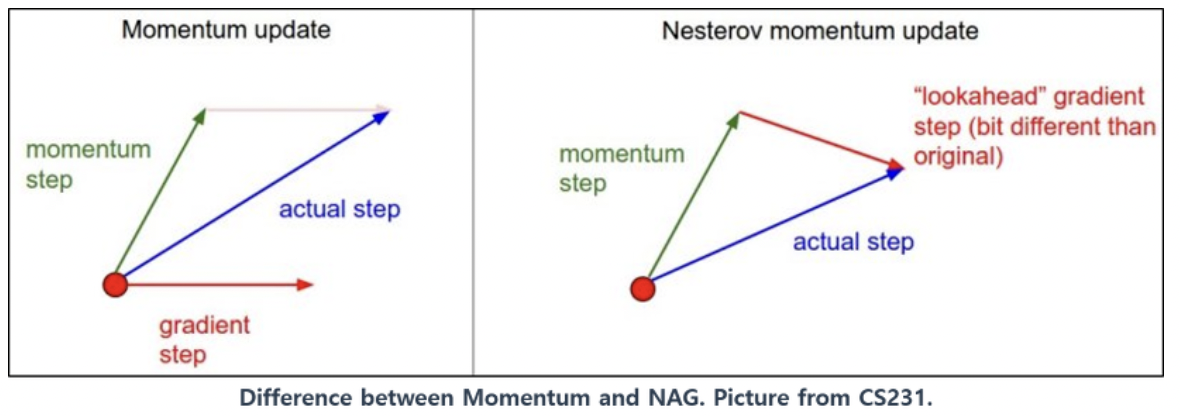 Momentum update
momentum
step
actual step
gradient
step
Nesterov momentum update
“lookahead” gradient
step (bit different than
original)
momentum
step
actual step
Difference between Momentum and NAG. Picture from CS231.